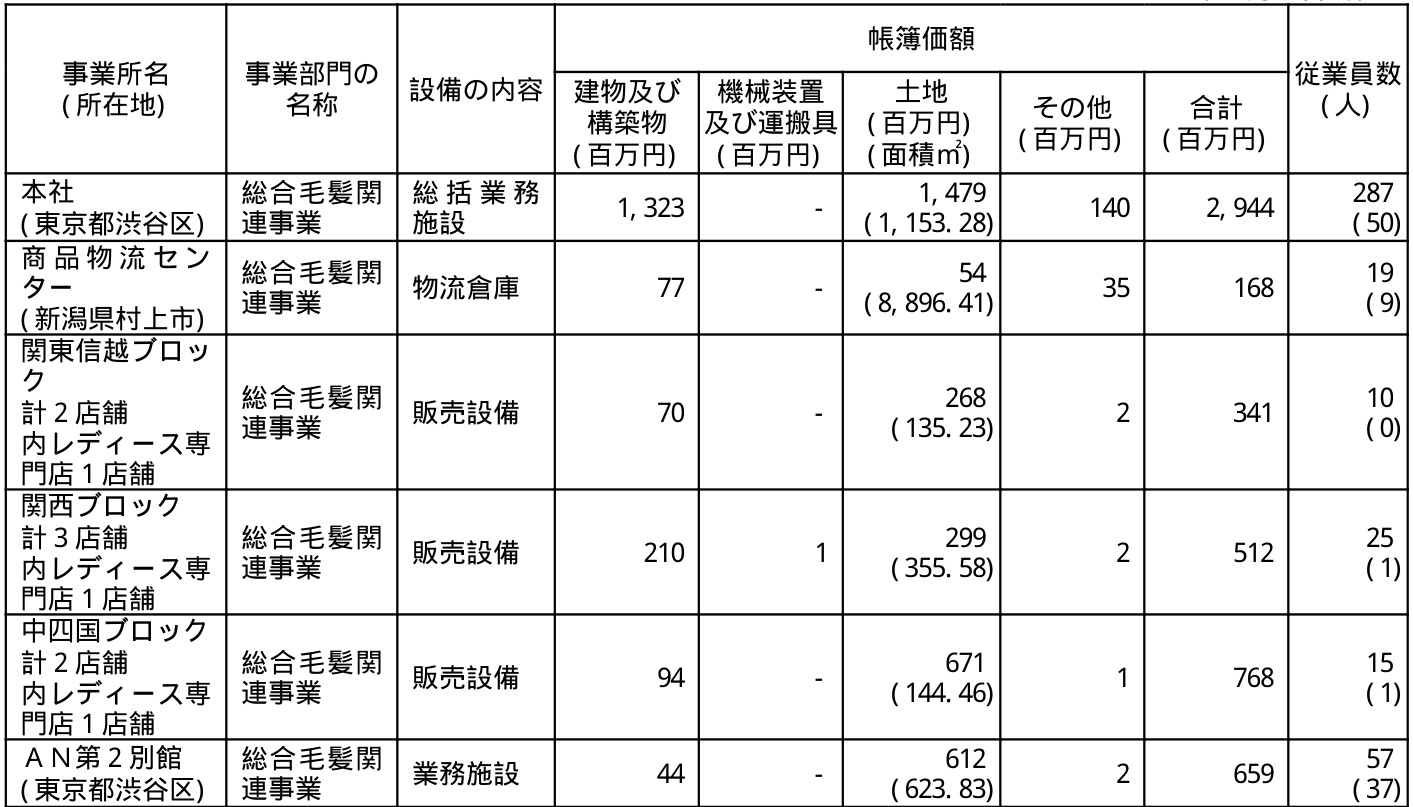 帳簿価額
事業所名
(所在地)
事業部門の
名称
設備の内容
建物及び
構築物
(百万円)
機械装置
及び運搬具
(百万円)
土地
(百万円)
(面積㎡)
その他
(百万円)
合計
(百万円)
従業員数
(人)
本社
(東京都渋谷区)
総合毛髪関
連事業
総括業務
施設
1,323
-
1,479
(1,153.28)
140
2,944
287
(50)
商品物流セン
ター
(新潟県村上市)
総合毛髪関
連事業
物流倉庫
77
-
54
(8,896.41)
35
168
19
(9)
関東信越ブロッ
ク
計2店舗
内レディース専
門店1店舗
総合毛髪関
連事業
販売設備
70
-
268
(135.23)
2
341
10
(0)
関西ブロック
計3店舗
内レディース専
門店1店舗
総合毛髪関
連事業
販売設備
210
1
299
(355.58)
2
512
25
(1)
中四国ブロック
計2店舗
内レディース専
門店1店舗
総合毛髪関
連事業
販売設備
94
-
671
(144.46)
1
768
15
(1)
AN第2別館
(東京都渋谷区)
総合毛髪関
連事業
業務施設
44
-
612
(623.83)
2
659
57
(37)